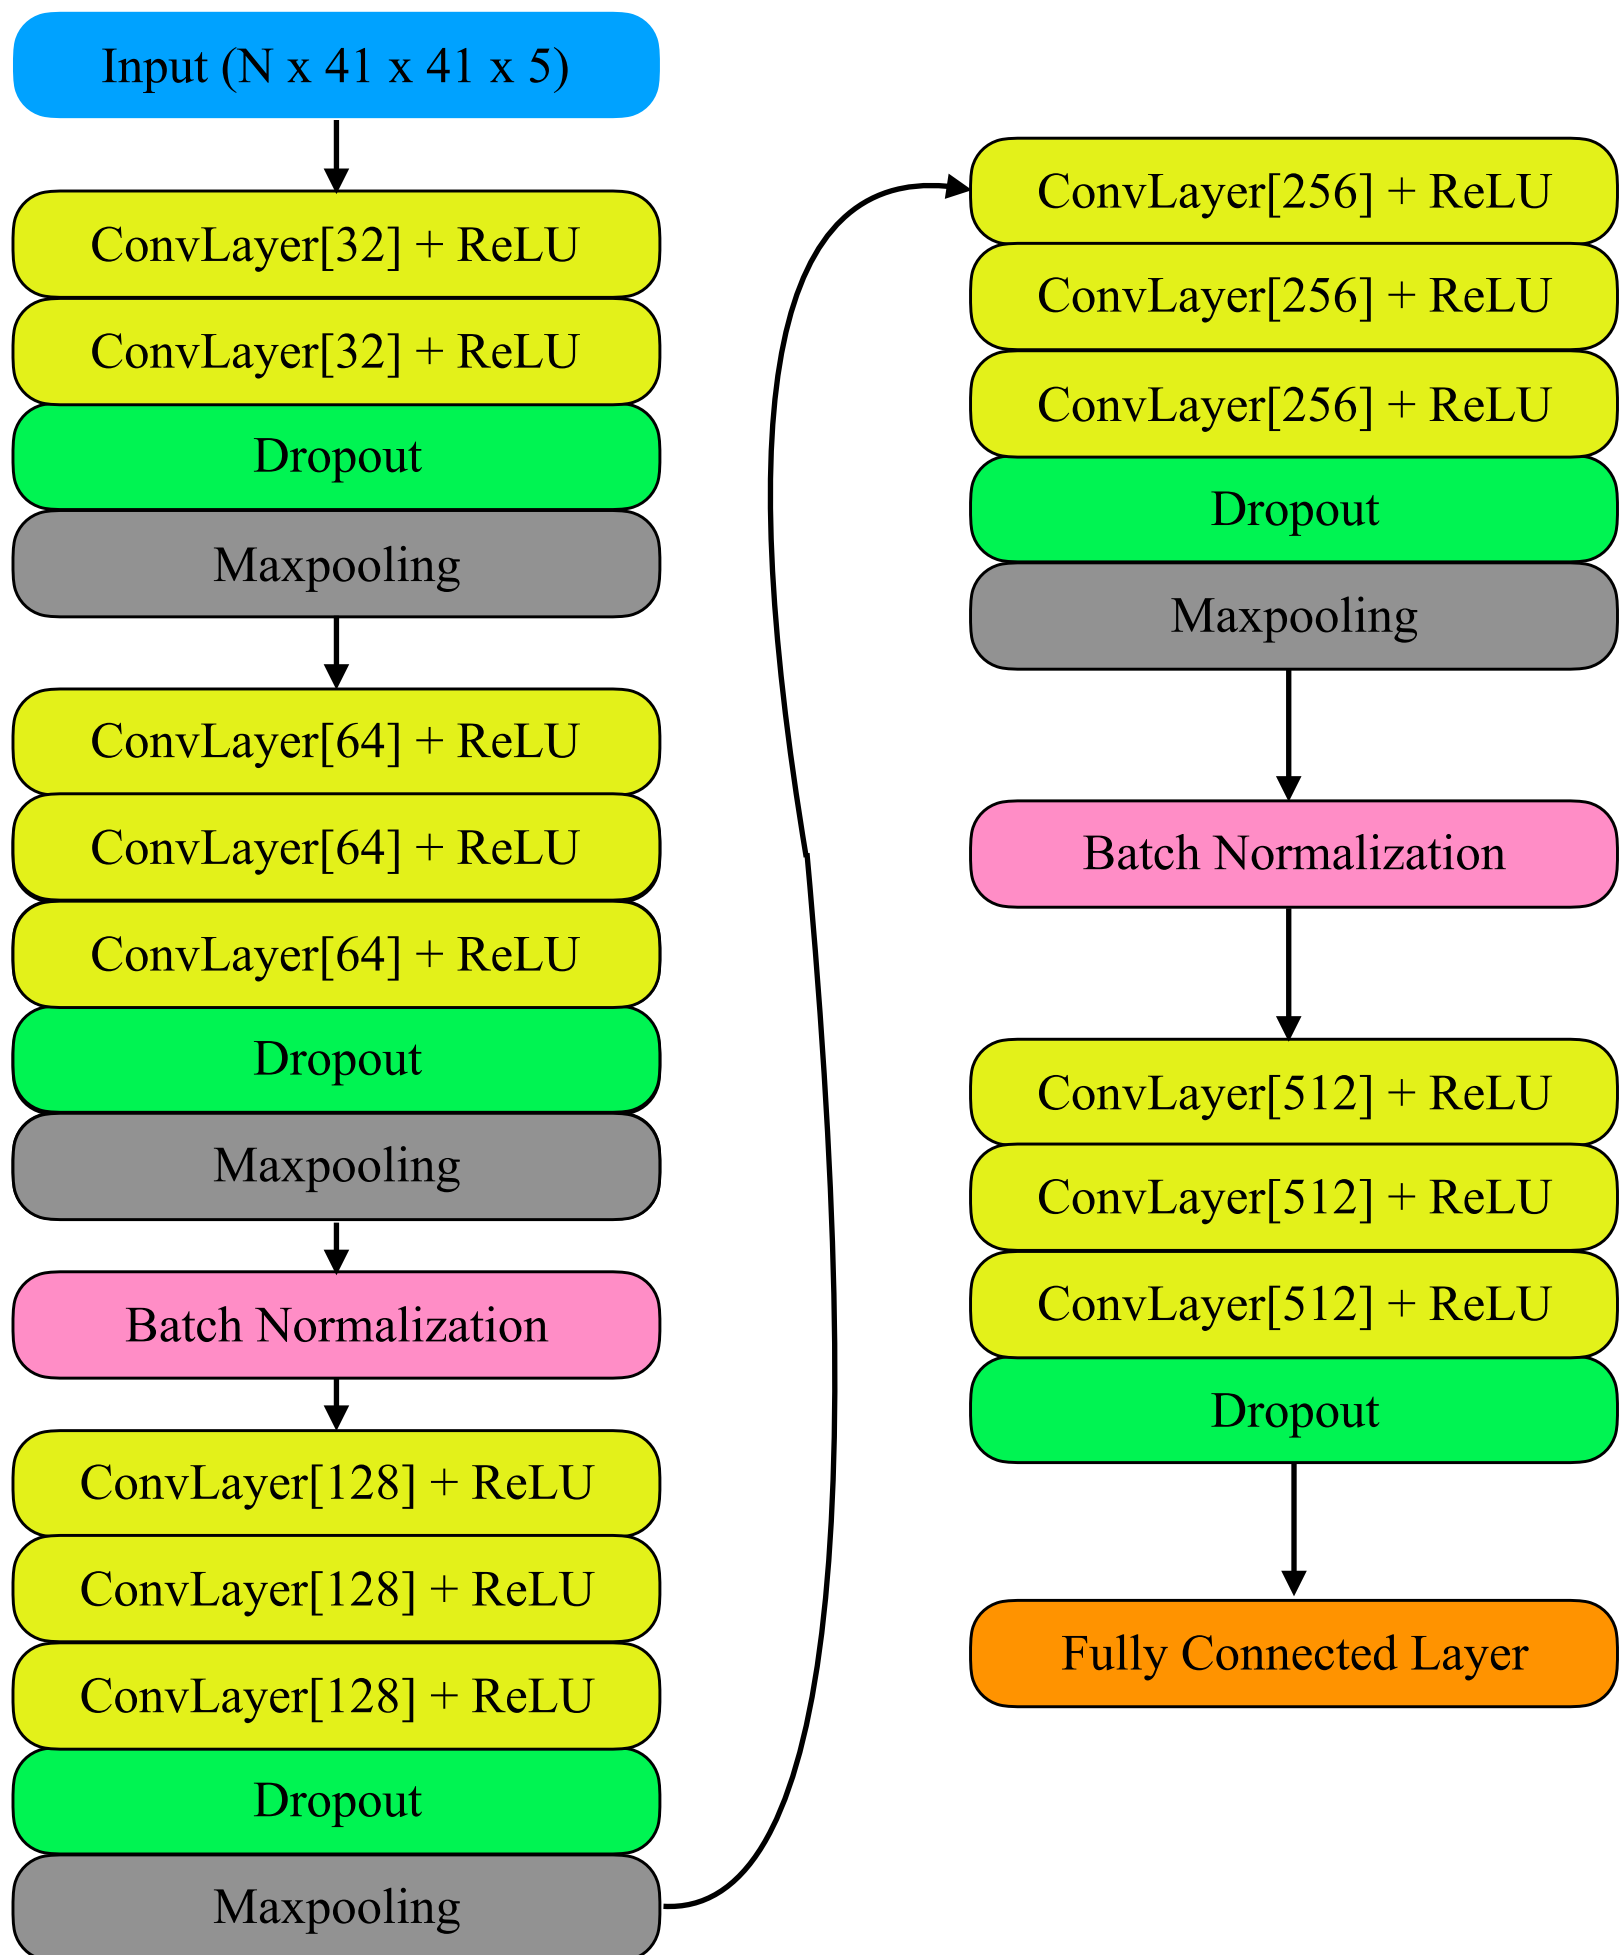 Input (N x 41 x 41 x 5)
ConvLayer[32] + ReLU
ConvLayer[32] + ReLU
Dropout
Maxpooling
ConvLayer[64] + ReLU
ConvLayer[64] + ReLU
ConvLayer[64] + ReLU
Dropout
Maxpooling
Batch Normalization
ConvLayer[128] + ReLU
ConvLayer[128] + ReLU
ConvLayer[128] + ReLU
Dropout
Maxpooling
ConvLayer[256] + ReLU
ConvLayer[256] + ReLU
ConvLayer[256] + ReLU
Dropout
Maxpooling
Batch Normalization
ConvLayer[512] + ReLU
ConvLayer[512] + ReLU
ConvLayer[512] + ReLU
Dropout
Fully Connected Layer